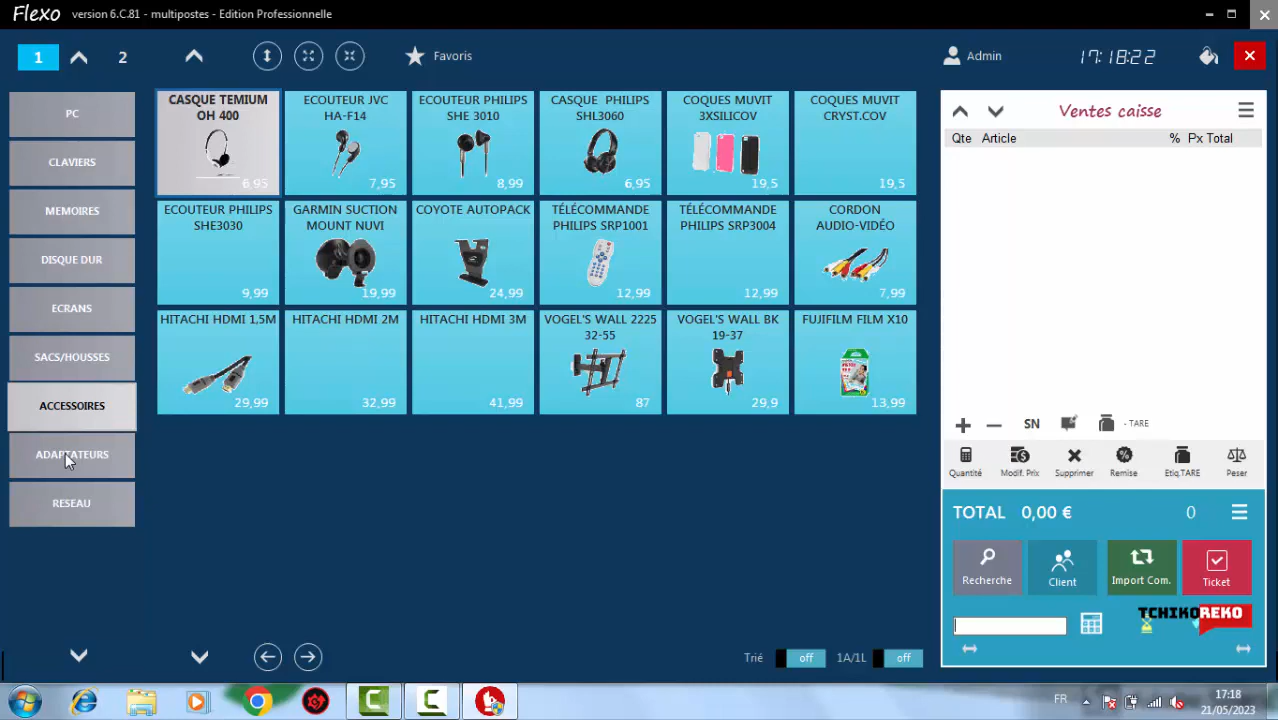 Flexo version 6.C.81 - multipostes - Edition Professionnelle
1 2 Favoris Admin 17:18:22
PC
CLAVIERS
MEMOIRES
DISQUE DUR
ECRANS
SACS/HOUSSES
ACCESSOIRES
ADAPTATEURS
RESEAU
CASQUE TEMIUM
OH 400
6,95
ECOUTEUR JVC
HA-F14
7,95
ECOUTEUR PHILIPS
SHE 3010
8,99
CASQUE PHILIPS
SHL3060
6,95
COQUES MUVIT
3XSILICOV
19,5
COQUES MUVIT
CRYST.COV
19,5
ECOUTEUR PHILIPS
SHE3030
9,99
GARMIN SUCTION
MOUNT NUVI
19,99
COYOTE AUTOPACK
24,99
TÉLÉCOMMANDE
PHILIPS SRP1001
12,99
TÉLÉCOMMANDE
PHILIPS SRP3004
12,99
CORDON
AUDIO-VIDÉO
7,99
HITACHI HDMI 1,5M
29,99
HITACHI HDMI 2M
32,99
HITACHI HDMI 3M
41,99
VOGEL'S WALL 2225
32-55
87
VOGEL'S WALL BK
19-37
29,9
FUJIFILM FILM X10
13,99
Trié off 1A/1L off
Ventes caisse
Qte Article % Px Total
SN - TARE
Quantité Modif. Prix Supprimer Remise Etiq.TARE Peser
TOTAL 0,00 € 0
Recherche Client Import Com. Ticket
TCHIKOREKO
FR
17:18
21/05/2023